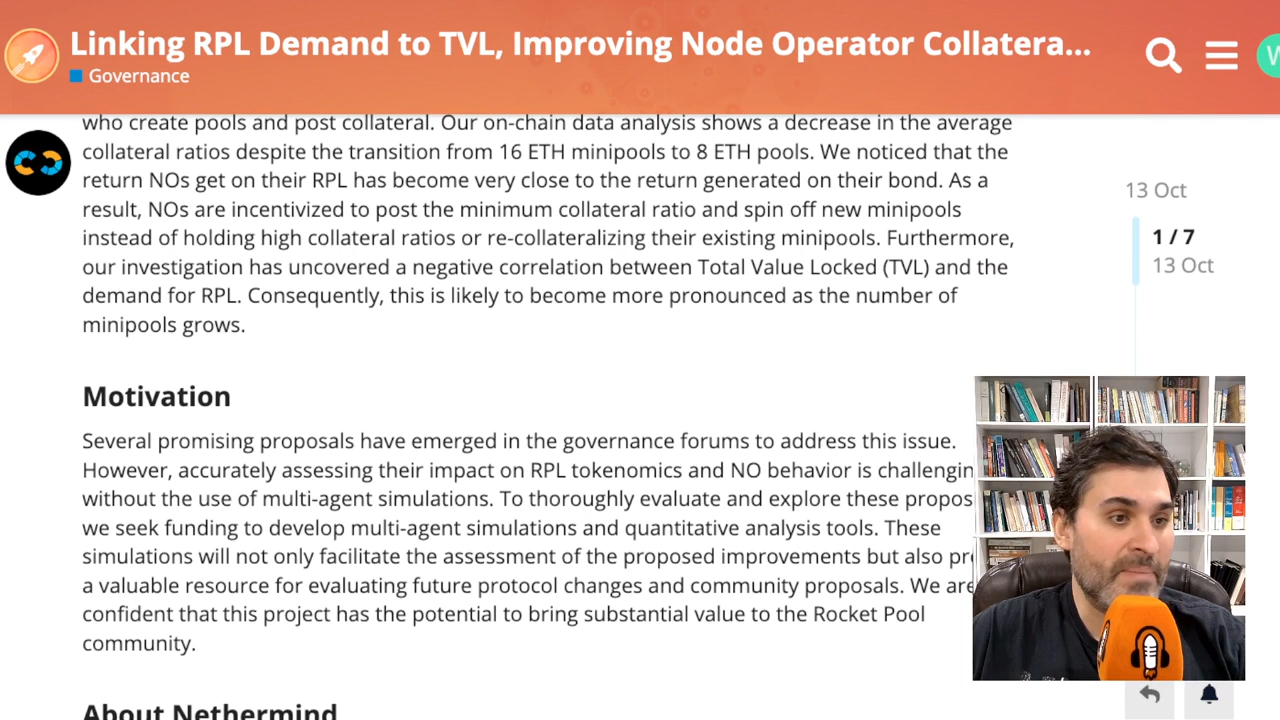 Linking RPL Demand to TVL, Improving Node Operator Collatera...
Governance
who create pools and post collateral. Our on-chain data analysis shows a decrease in the average
collateral ratios despite the transition from 16 ETH minipools to 8 ETH pools. We noticed that the
return NOs get on their RPL has become very close to the return generated on their bond. As a
result, NOs are incentivized to post the minimum collateral ratio and spin off new minipools
instead of holding high collateral ratios or re-collateralizing their existing minipools. Furthermore,
our investigation has uncovered a negative correlation between Total Value Locked (TVL) and the
demand for RPL. Consequently, this is likely to become more pronounced as the number of
minipools grows.
13 Oct
1 / 7
13 Oct
Motivation
Several promising proposals have emerged in the governance forums to address this issue.
However, accurately assessing their impact on RPL tokenomics and NO behavior is challengin
without the use of multi-agent simulations. To thoroughly evaluate and explore these propos
we seek funding to develop multi-agent simulations and quantitative analysis tools. These
simulations will not only facilitate the assessment of the proposed improvements but also pr
a valuable resource for evaluating future protocol changes and community proposals. We are
confident that this project has the potential to bring substantial value to the Rocket Pool
community.
About Nethermind